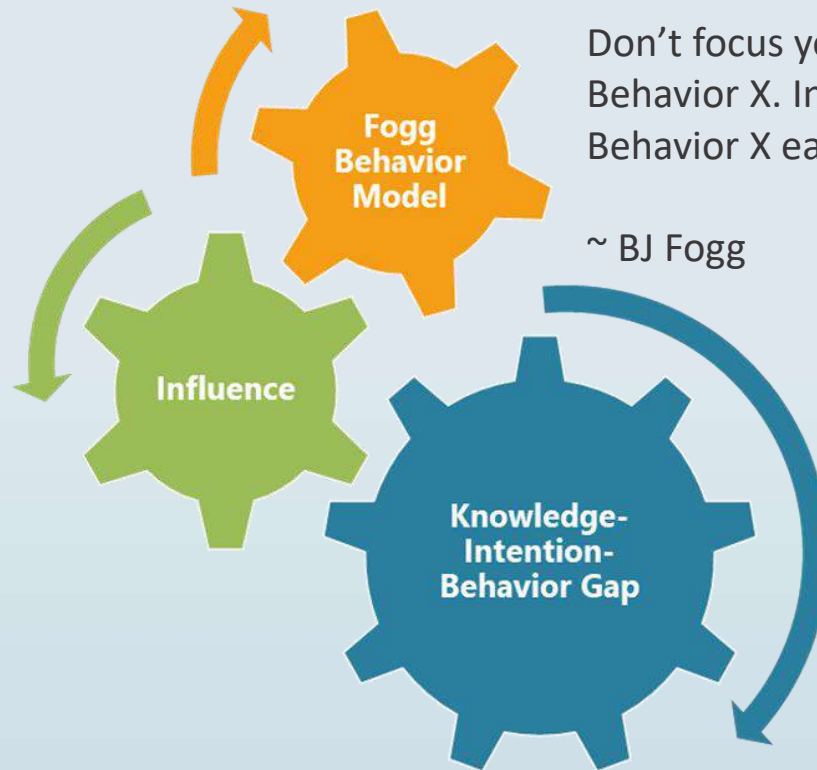 Don’t focus
Behavior X.
Behavior X
~ BJ Fogg
Fogg
Behavior
Model
Influence
Knowledge-
Intention-
Behavior Gap